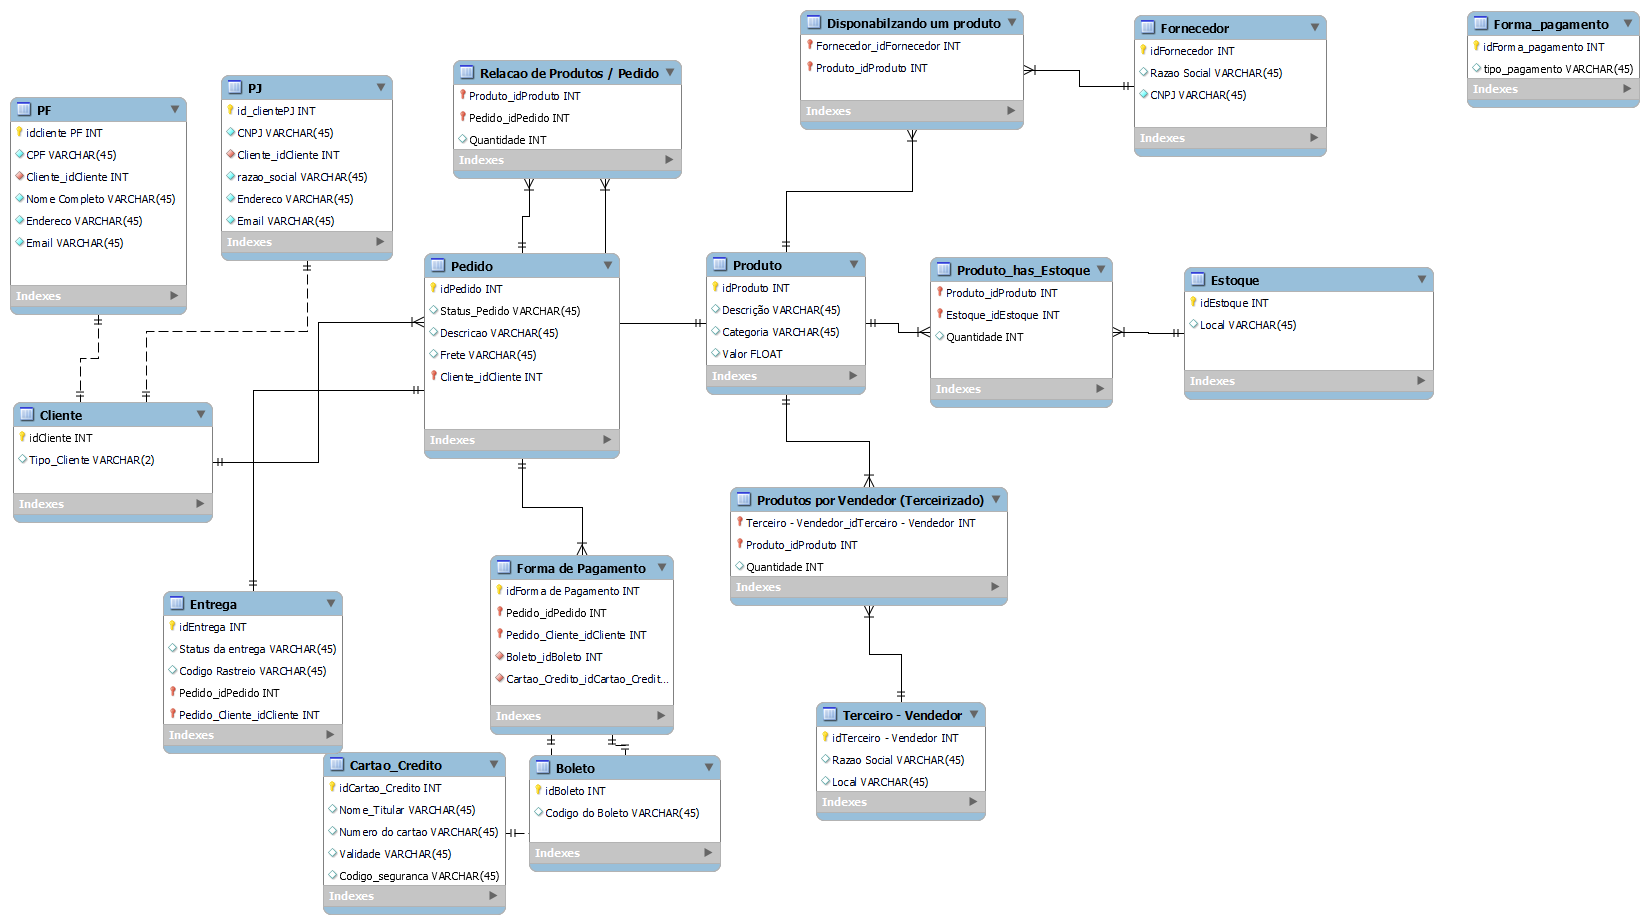 PF
idcliente PF INT
CPF VARCHAR(45)
Cliente_idCliente INT
Nome Completo VARCHAR(45)
Endereco VARCHAR(45)
Email VARCHAR(45)
Indexes
PJ
id_clientePJ INT
CNPJ VARCHAR(45)
Cliente_idCliente INT
razao_social VARCHAR(45)
Endereco VARCHAR(45)
Email VARCHAR(45)
Indexes
Relacao de Produtos / Pedido
Produto_idProduto INT
Pedido_idPedido INT
Quantidade INT
Indexes
Disponabilzando um produto
Fornecedor_idFornecedor INT
Produto_idProduto INT
Indexes
Fornecedor
idFornecedor INT
Razao Social VARCHAR(45)
CNPJ VARCHAR(45)
Indexes
Forma_pagamento
idForma_pagamento INT
tipo_pagamento VARCHAR(45)
Indexes
Pedido
idPedido INT
Status_Pedido VARCHAR(45)
Descricao VARCHAR(45)
Frete VARCHAR(45)
Cliente_idCliente INT
Indexes
Produto
idProduto INT
Descrição VARCHAR(45)
Categoria VARCHAR(45)
Valor FLOAT
Indexes
Produto_has_Estoque
Produto_idProduto INT
Estoque_idEstoque INT
Quantidade INT
Indexes
Estoque
idEstoque INT
Local VARCHAR(45)
Indexes
Cliente
idCliente INT
Tipo_Cliente VARCHAR(2)
Indexes
Produtos por Vendedor (Terceirizado)
Terceiro - Vendedor_idTerceiro - Vendedor INT
Produto_idProduto INT
Quantidade INT
Indexes
Forma de Pagamento
idForma de Pagamento INT
Pedido_idPedido INT
Pedido_Cliente_idCliente INT
Boleto_idBoleto INT
Cartao_Credito_idCartao_Credit...
Indexes
Entrega
idEntrega INT
Status da entrega VARCHAR(45)
Codigo Rastreio VARCHAR(45)
Pedido_idPedido INT
Pedido_Cliente_idCliente INT
Indexes
Terceiro - Vendedor
idTerceiro - Vendedor INT
Razao Social VARCHAR(45)
Local VARCHAR(45)
Indexes
Cartao_Credito
idCartao_Credito INT
Nome_Titular VARCHAR(45)
Numero do cartao VARCHAR(45)
Validade VARCHAR(45)
Codigo_seguranca VARCHAR(45)
Indexes
Boleto
idBoleto INT
Codigo do Boleto VARCHAR(45)
Indexes